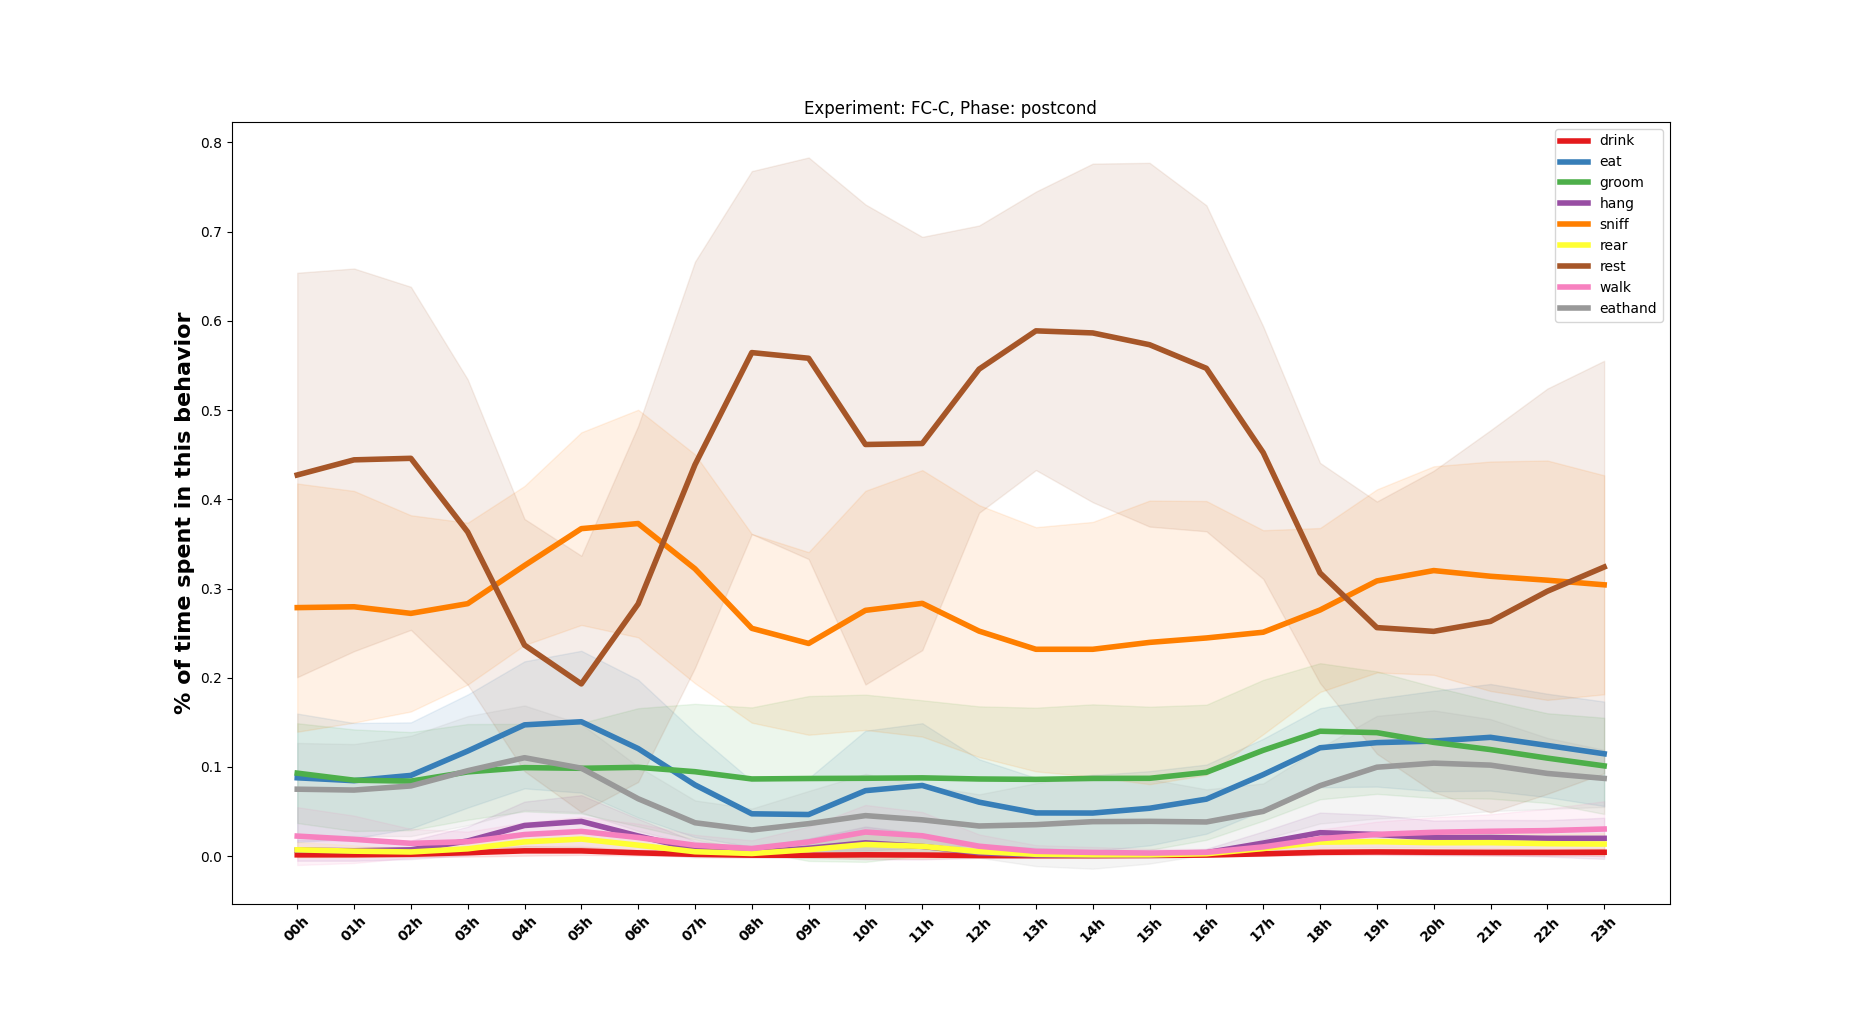 Experiment: FC-C, Phase: postcond
% of time spent in this behavior
0.8
0.7
0.6
0.5
0.4
0.3
0.2
0.1
0.0
drink
eat
groom
hang
sniff
rear
rest
walk
eathand
00h 01h 02h 03h 04h 05h 06h 07h 08h 09h 10h 11h 12h 13h 14h 15h 16h 17h 18h 19h 20h 21h 22h 23h